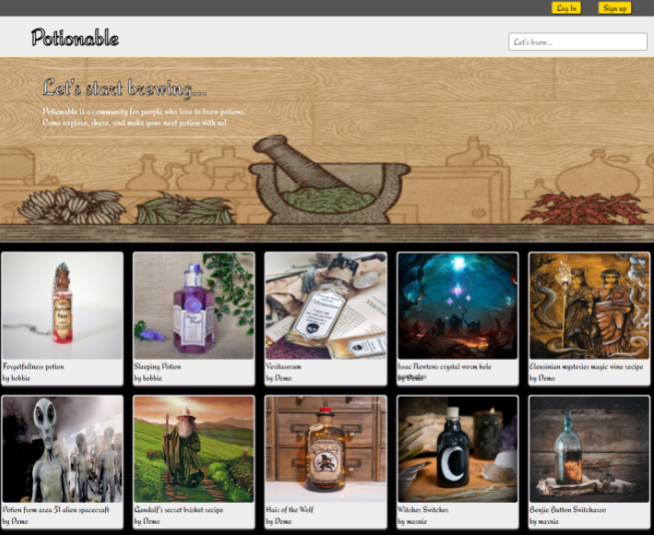 Log In
Sign up
Potionable
Let's brew...
Let's start brewing...
Potionable is a community for people who love to brew potions.
Come explore, share, and make your next potion with us!
Forgetfullness potion
by bobbie
Sleeping Potion
by bobbie
Veritaserum
by Demo
Issac Newtons crystal worm hole
by Demo
Eleusinian mysteries magic wine recipe
by Demo
Potion from area 51 alien spacecraft
by Demo
Gandalf's secret brisket recipe
by Demo
Hair of the Wolf
by Demo
Witches Switches
by marnie
Benjie Button Switcharoo
by marnie